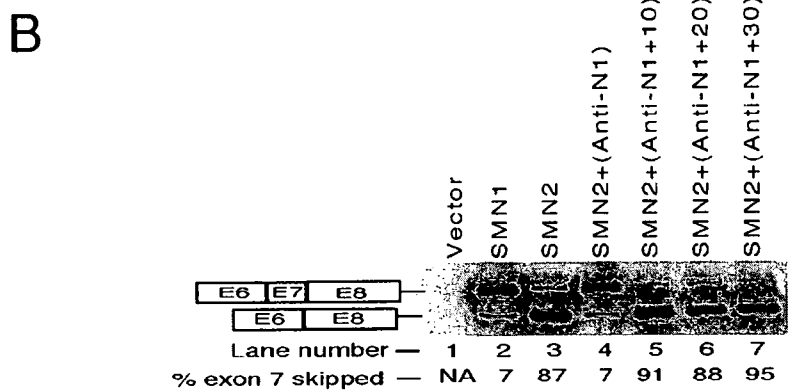 B
Vector
SMN1
SMN2
SMN2+(Anti-N1)
SMN2+(Anti-N1+10)
SMN2+(Anti-N1+20)
SMN2+(Anti-N1+30)
E6 E7 E8
E6 E8
Lane number — 1 2 3 4 5 6 7
% exon 7 skipped — NA 7 87 7 91 88 95